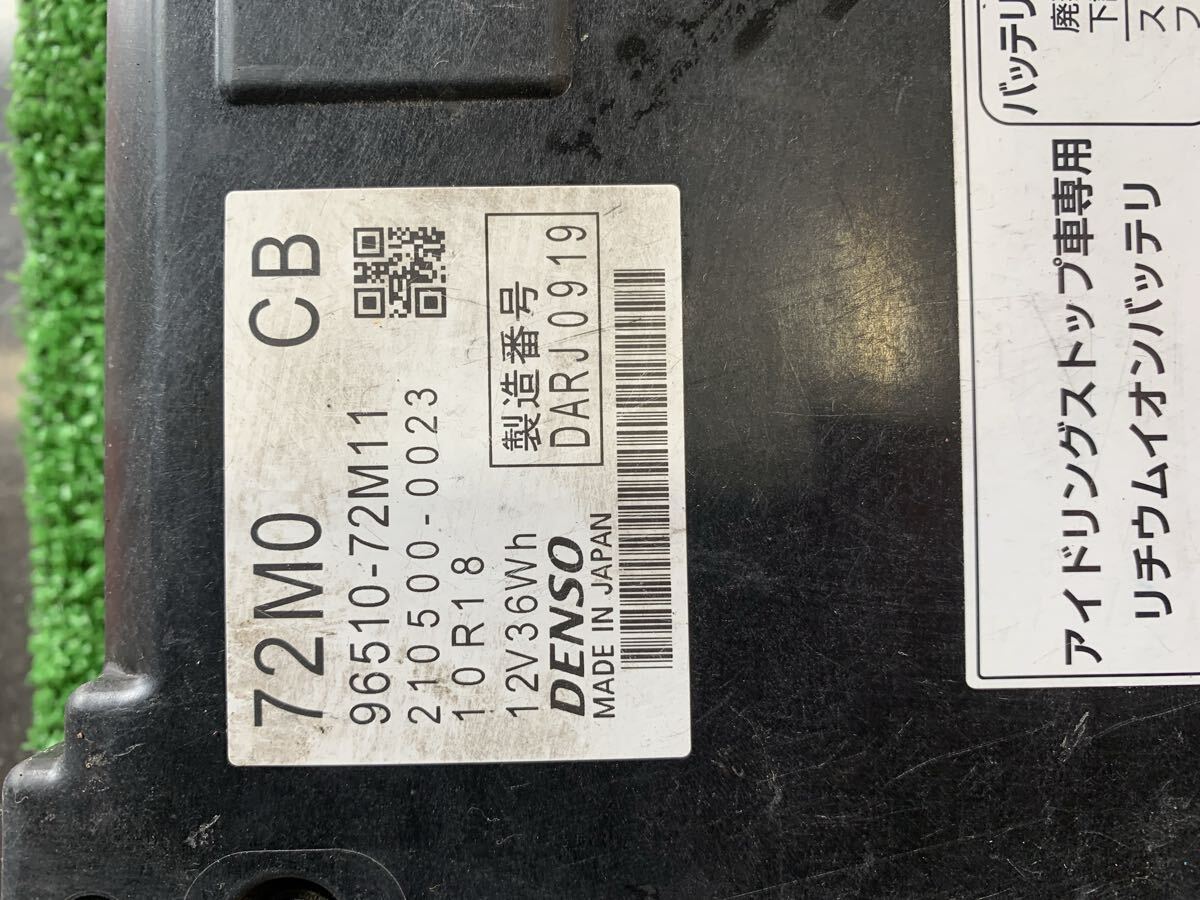 72M0 CB
96510-72M11
210500-0023
10R18
12V36Wh
DENSO
MADE IN JAPAN
製造番号
DARJ0919
バッテリ
アイドリングストップ車専用
リチウムイオンバッテリ